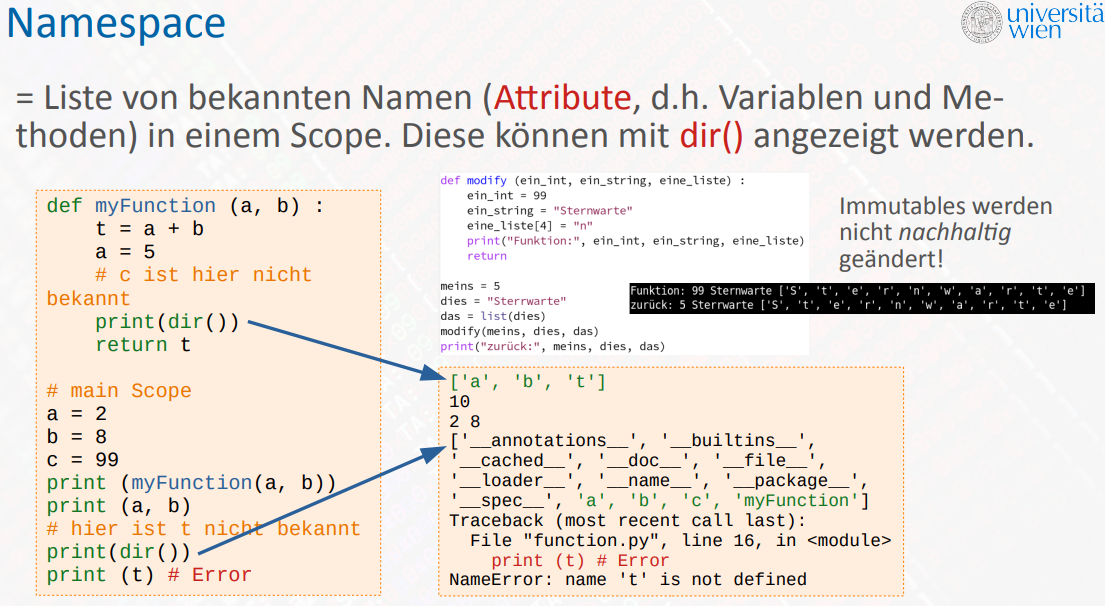 Namespace
universität
wien
= Liste von bekannten Namen (Attribute, d.h. Variablen und Me-
thoden) in einem Scope. Diese können mit dir() angezeigt werden.
def myFunction (a, b) :
    t = a + b
    a = 5
    # c ist hier nicht
bekannt
    print(dir())
    return t

# main Scope
a = 2
b = 8
c = 99
print (myFunction(a, b))
print (a, b)
# hier ist t nicht bekannt
print(dir())
print (t) # Error
def modify (ein_int, ein_string, eine_liste) :
    ein_int = 99
    ein_string = "Sternwarte"
    eine_liste[4] = "n"
    print("Funktion:", ein_int, ein_string, eine_liste)
    return

meins = 5
dies = "Sterrwarte"
das = list(dies)
modify(meins, dies, das)
print("zurück:", meins, dies, das)
Immutables werden
nicht nachhaltig
geändert!
Funktion: 99 Sternwarte ['S', 't', 'e', 'r', 'n', 'w', 'a', 'r', 't', 'e']
zurück: 5 Sterrwarte ['S', 't', 'e', 'r', 'n', 'w', 'a', 'r', 't', 'e']
['a', 'b', 't']
10
2 8
['__annotations__', '__builtins__',
'__cached__', '__doc__', '__file__',
'__loader__', '__name__', '__package__',
'__spec__', 'a', 'b', 'c', 'myFunction']
Traceback (most recent call last):
  File "function.py", line 16, in <module>
    print (t) # Error
NameError: name 't' is not defined